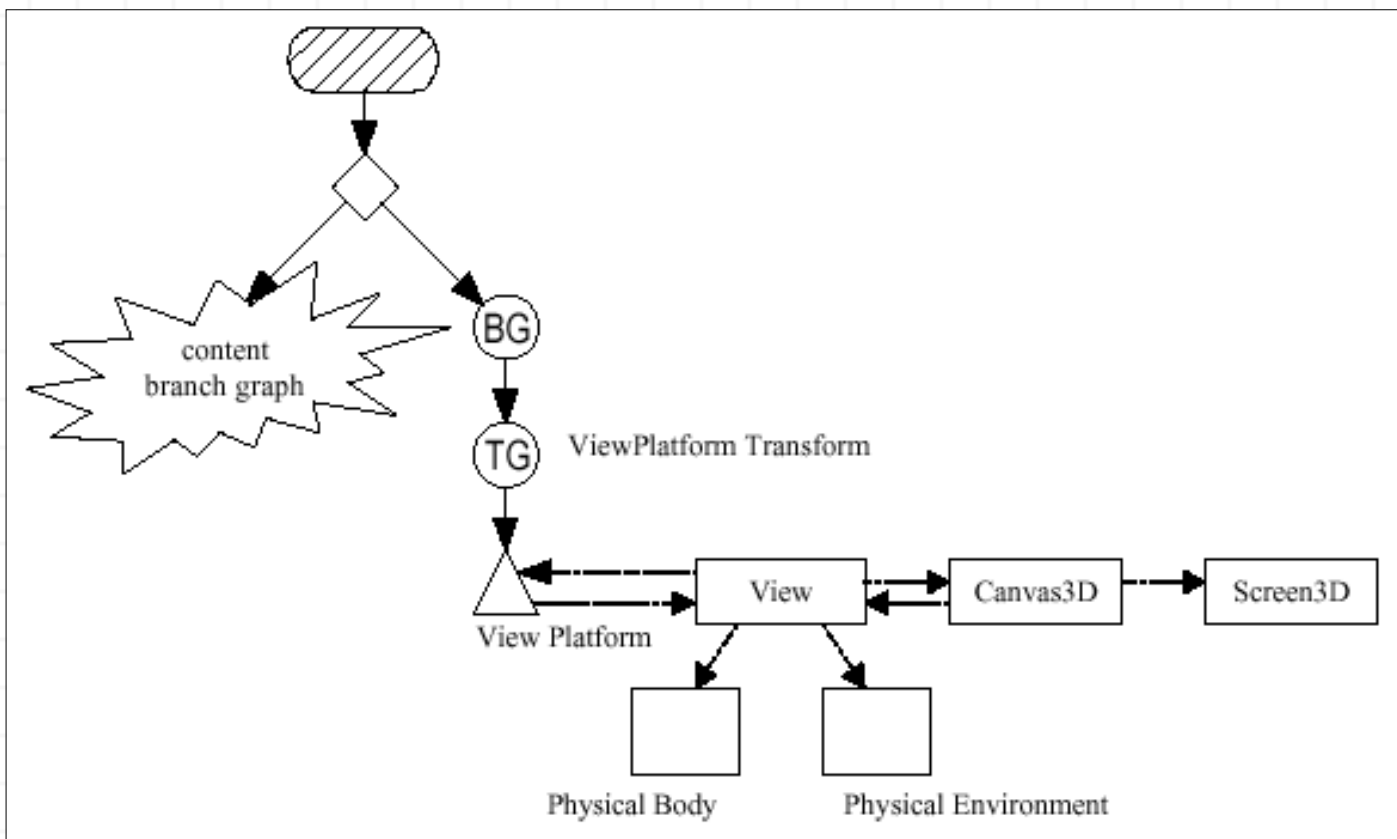 content
branch graph
BG
TG
ViewPlatform Transform
View
Canvas3D
Screen3D
View Platform
Physical Body
Physical Environment